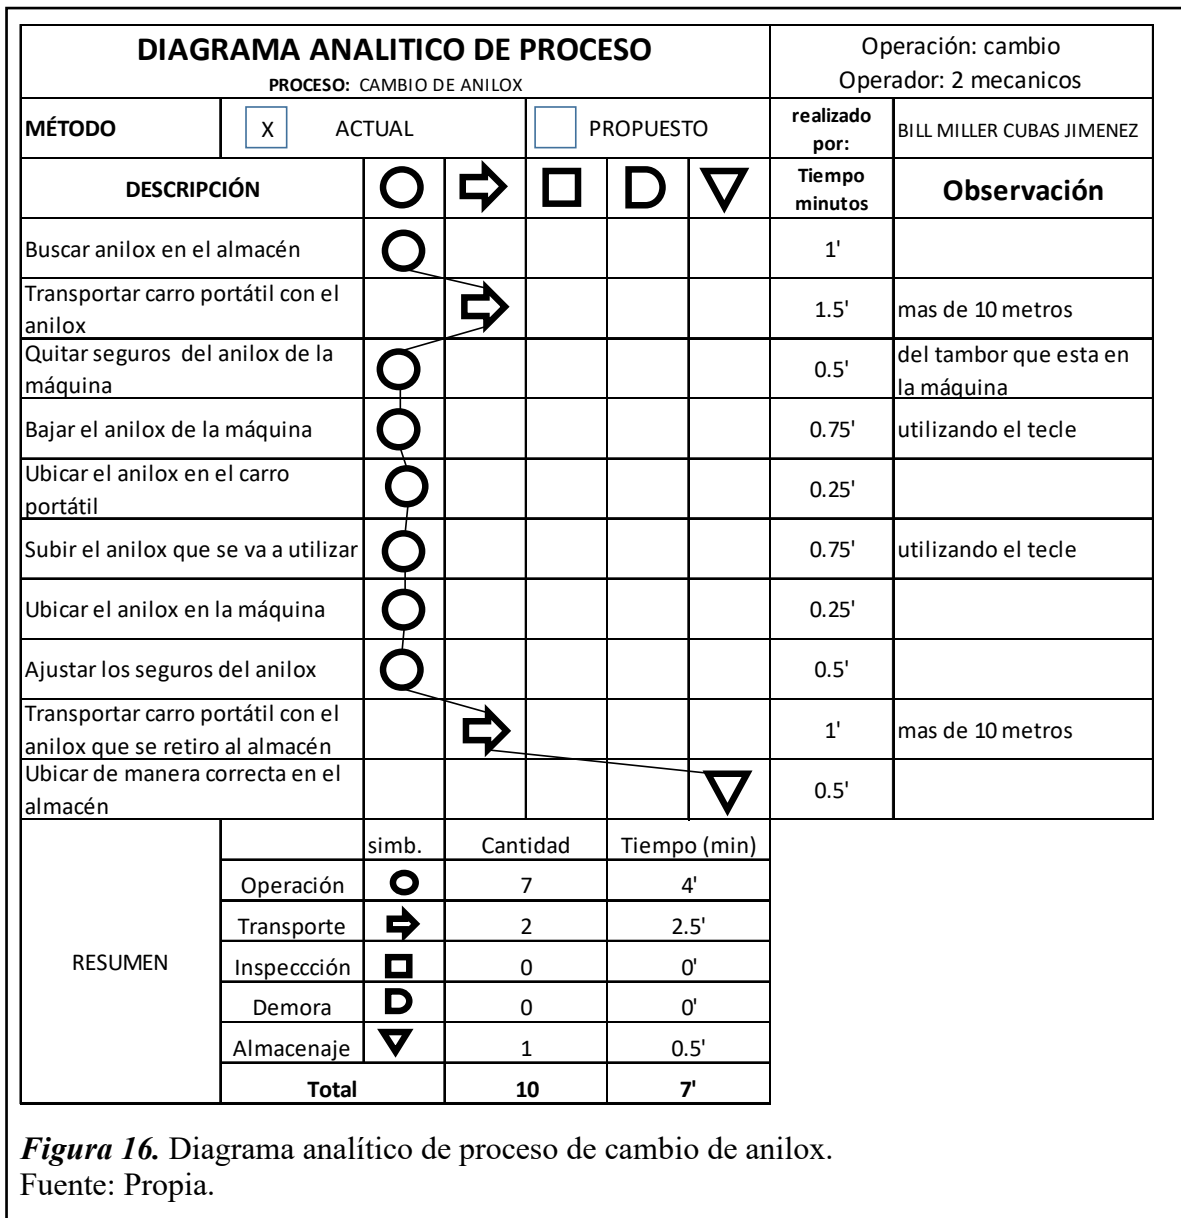 DIAGRAMA ANALITICO DE PROCESO
PROCESO: CAMBIO DE ANILOX
Operación: cambio
Operador: 2 mecanicos
MÉTODO X ACTUAL PROPUESTO realizado por: BILL MILLER CUBAS JIMENEZ
DESCRIPCIÓN Tiempo minutos Observación
Buscar anilox en el almacén 1'
Transportar carro portátil con el
anilox 1.5' mas de 10 metros
Quitar seguros del anilox de la
máquina 0.5' del tambor que esta en
la máquina
Bajar el anilox de la máquina 0.75' utilizando el tecle
Ubicar el anilox en el carro
portátil 0.25'
Subir el anilox que se va a utilizar 0.75' utilizando el tecle
Ubicar el anilox en la máquina 0.25'
Ajustar los seguros del anilox 0.5'
Transportar carro portátil con el
anilox que se retiro al almacén 1' mas de 10 metros
Ubicar de manera correcta en el
almacén 0.5'
RESUMEN
simb. Cantidad Tiempo (min)
Operación 7 4'
Transporte 2 2.5'
Inspeccción 0 0'
Demora 0 0'
Almacenaje 1 0.5'
Total 10 7'
Figura 16. Diagrama analítico de proceso de cambio de anilox.
Fuente: Propia.